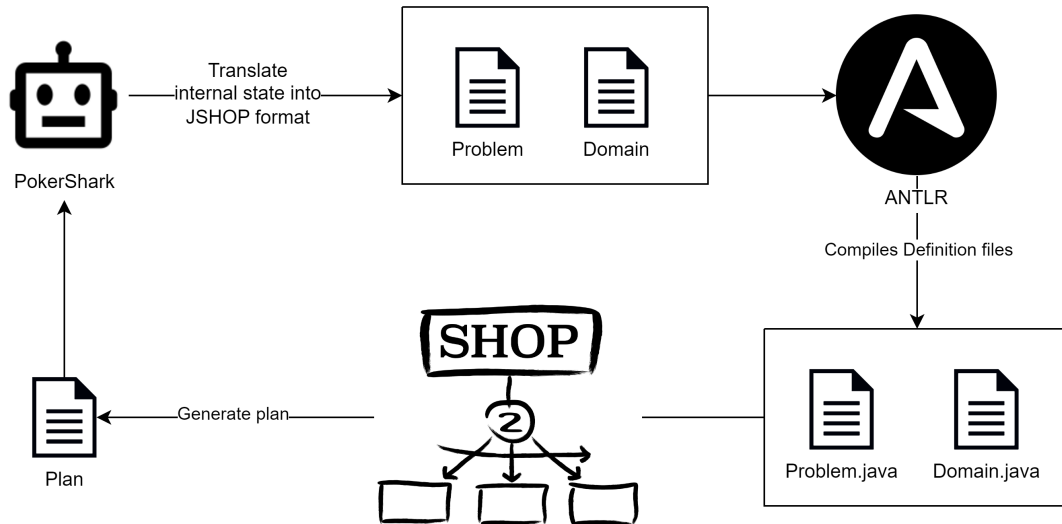 PokerShark
Translate
internal state into
JSHOP format
Problem
Domain
ANTLR
Compiles Definition files
Problem.java
Domain.java
SHOP
2
Generate plan
Plan